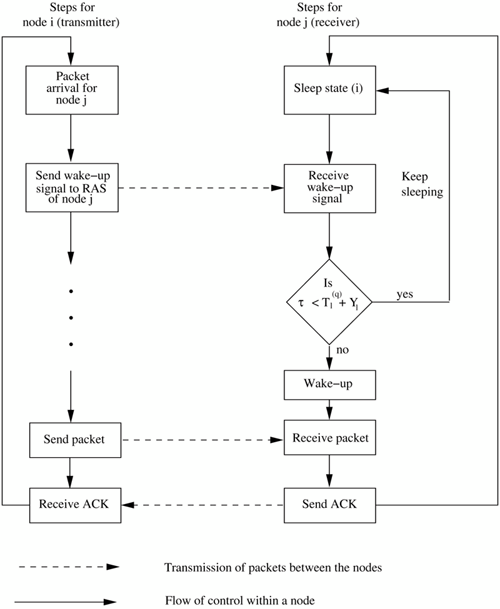 Steps for
node i (transmitter)
Steps for
node j (receiver)
Packet
arrival for
node j
Sleep state (i)
Send wake−up
signal to RAS
of node j
Receive
wake−up
signal
Keep
sleeping
Is
τ < T₁⁽q⁾ + Y₁
yes
no
Wake−up
Send packet
Receive packet
Receive ACK
Send ACK
Transmission of packets between the nodes
Flow of control within a node